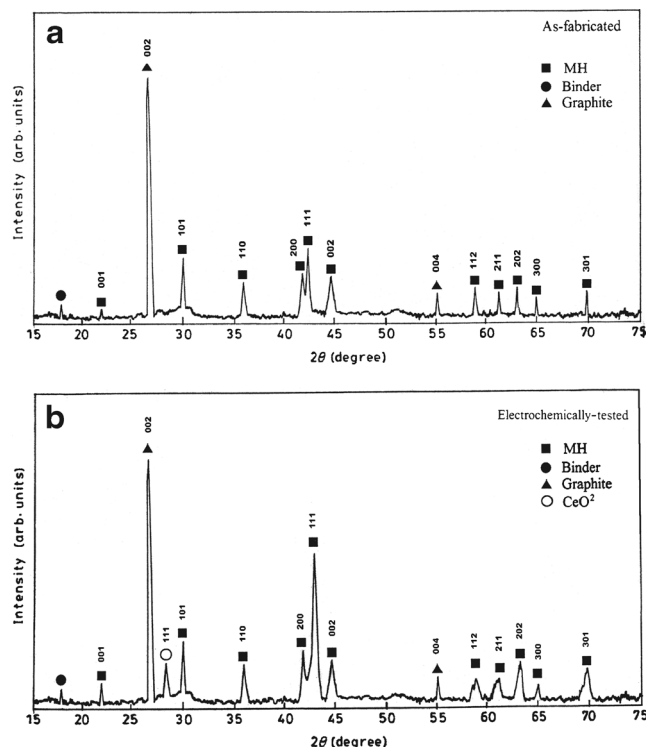 a
As-fabricated
MH
Binder
Graphite
Intensity (arb. units)
002
001
101
110
200
111
002
004
112
211
202
300
301
15 20 25 30 35 40 45 50 55 60 65 70 75
2θ (degree)
b
Electrochemically-tested
MH
Binder
Graphite
CeO²
Intensity (arb. units)
002
001
111
101
110
200
111
002
004
112
211
202
300
301
15 20 25 30 35 40 45 50 55 60 65 70 75
2θ (degree)